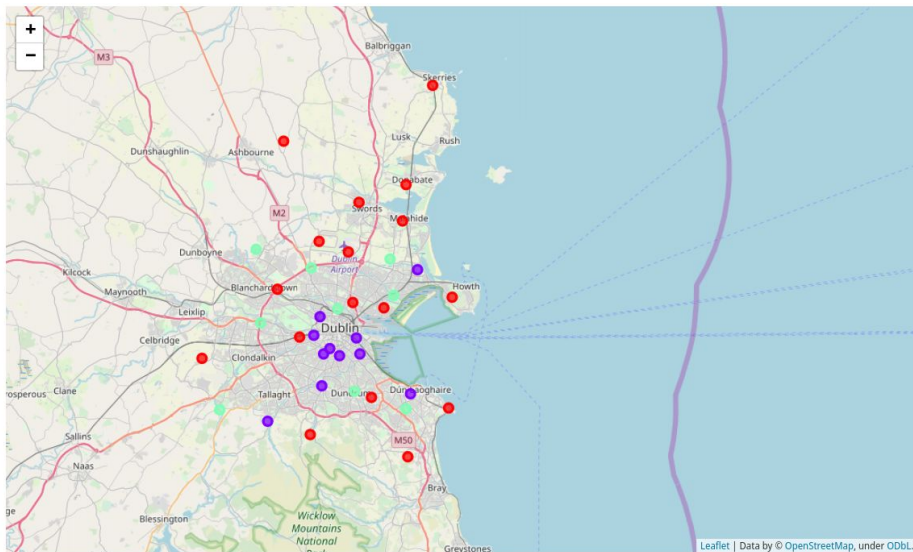 +
−
M3
Balbriggan
Skerries
Lusk
Rush
Dunshaughlin
Ashbourne
Donabate
Swords
M2
Malahide
Dunboyne
Dublin
Airport
Kilcock
Blanchardstown
Howth
Maynooth
Leixlip
Dublin
Celbridge
Clondalkin
Clane
Prosperous
Tallaght
Dundrum
Dún Laoghaire
Sallins
M50
Naas
Bray
Blessington
Wicklow
Mountains
National
Greystones
Leaflet | Data by © OpenStreetMap, under ODbL.